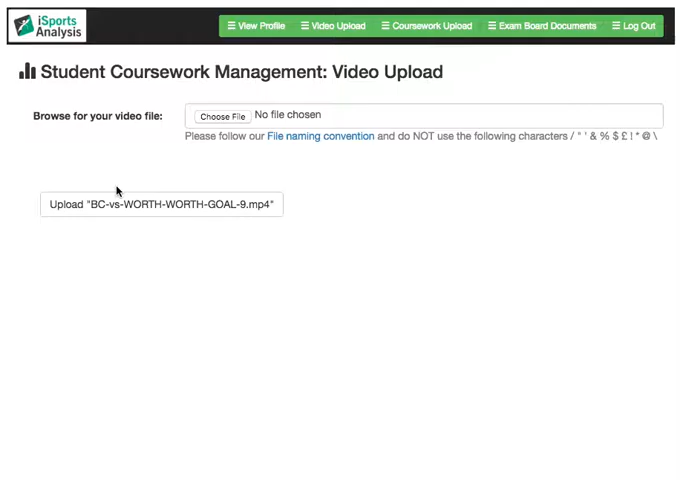 iSports
Analysis
☰ View Profile ☰ Video Upload ☰ Coursework Upload ☰ Exam Board Documents ☰ Log Out
Student Coursework Management: Video Upload
Browse for your video file: Choose File No file chosen
Please follow our File naming convention and do NOT use the following characters / " ' & % $ £ ! * @ \
Upload "BC-vs-WORTH-WORTH-GOAL-9.mp4"